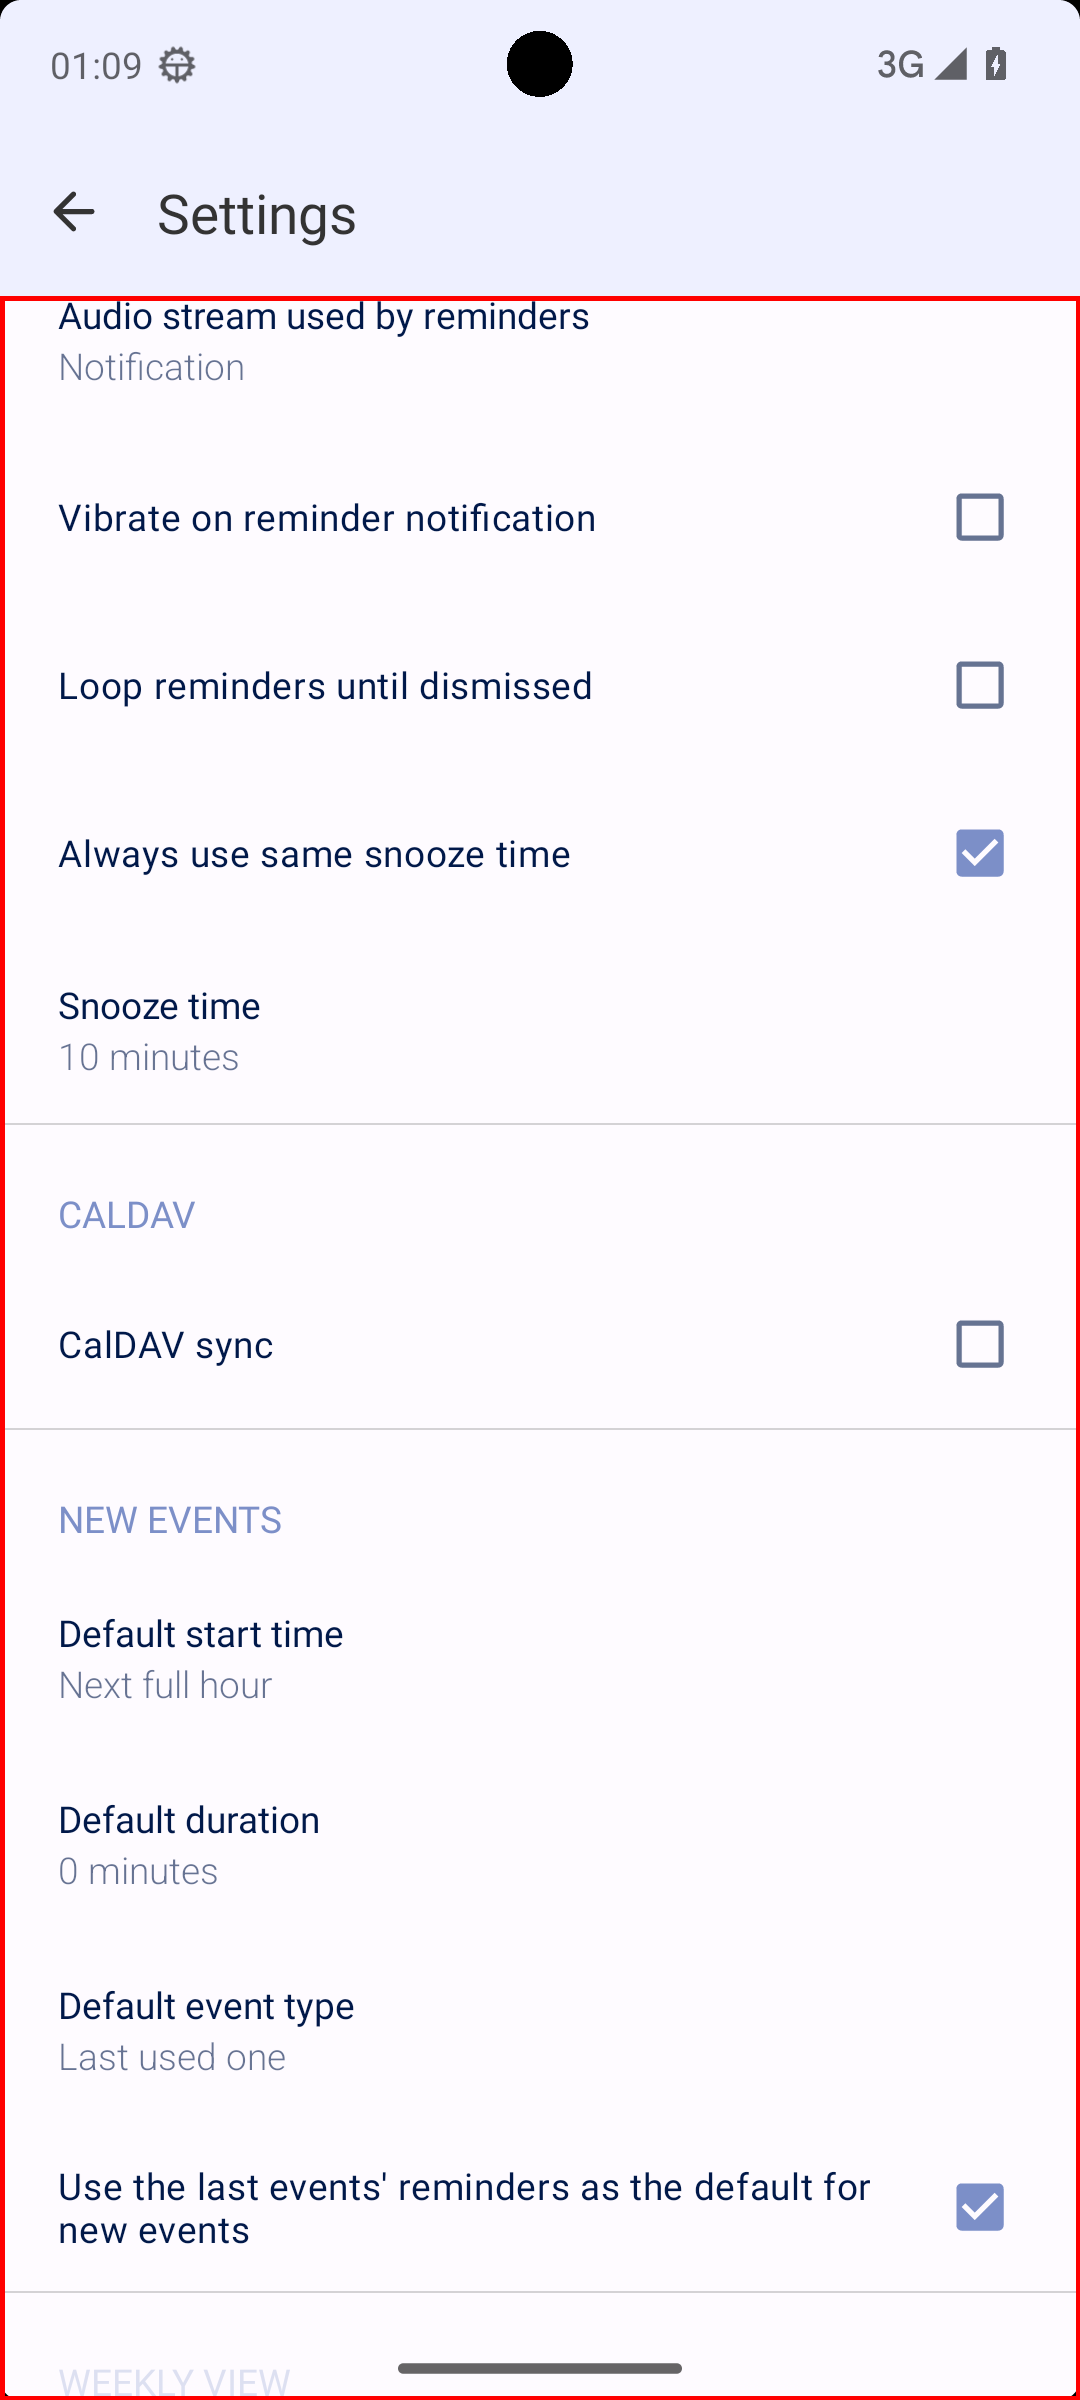 01:09
3G
Settings
Audio stream used by reminders
Notification
Vibrate on reminder notification
Loop reminders until dismissed
Always use same snooze time
Snooze time
10 minutes
CALDAV
CalDAV sync
NEW EVENTS
Default start time
Next full hour
Default duration
0 minutes
Default event type
Last used one
Use the last events' reminders as the default for
new events
WEEKLY VIEW